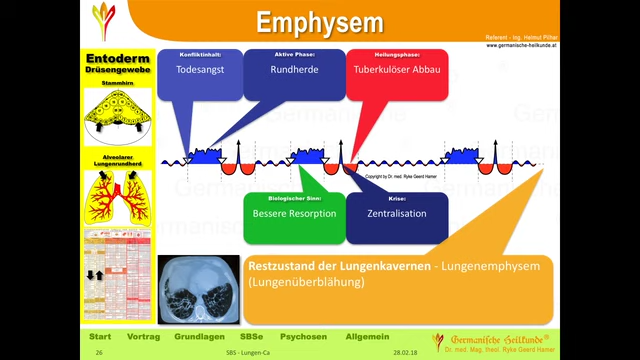 Emphysem
Referent - Ing. Helmut Pilhar
www.germanische-heilkunde.at
Entoderm
Drüsengewebe
Stammhirn
Alveolarer
Lungenrundherd
Konfliktinhalt:
Todesangst
Aktive Phase:
Rundherde
Heilungsphase:
Tuberkulöser Abbau
Copyright by Dr. med. Ryke Geerd Hamer
Biologischer Sinn:
Bessere Resorption
Krise:
Zentralisation
Restzustand der Lungenkavernen - Lungenemphysem
(Lungenüberblähung)
Start Vortrag Grundlagen SBSe Psychosen Allgemein
26 SBS - Lungen-Ca 28.02.18
Germanische Heilkunde®
Dr. med. Mag. theol. Ryke Geerd Hamer